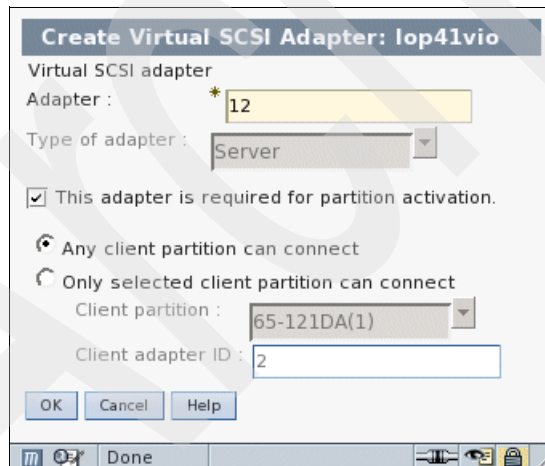 Create Virtual SCSI Adapter: lop41vio
Virtual SCSI adapter
Adapter : * 12
Type of adapter : Server
This adapter is required for partition activation.
Any client partition can connect
Only selected client partition can connect
Client partition : 65-121DA(1)
Client adapter ID : 2
OK Cancel Help
Done